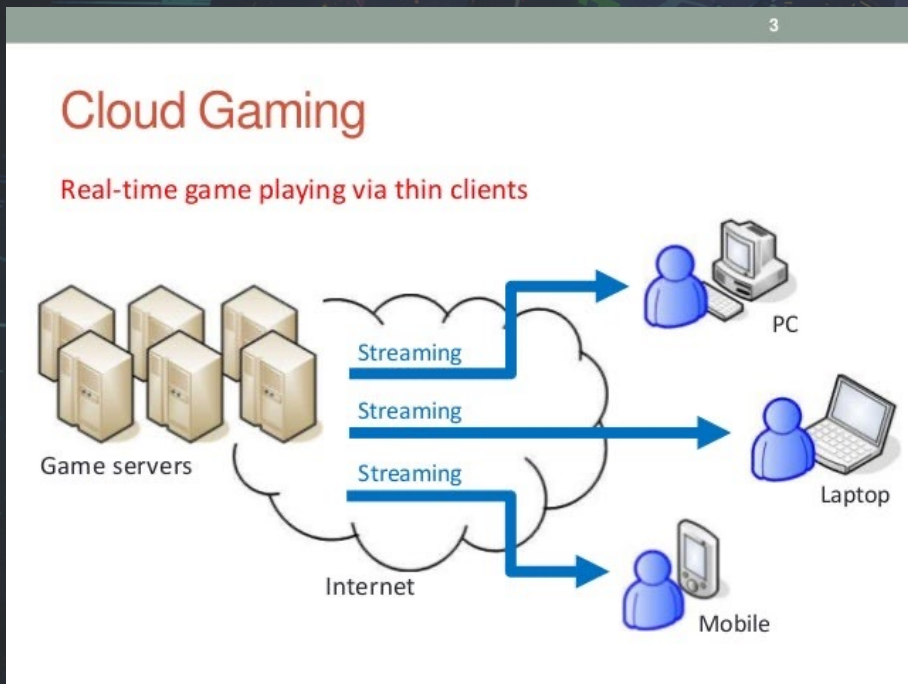 3
Cloud Gaming
Real-time game playing via thin clients
Streaming
PC
Streaming
Game servers
Streaming
Laptop
Internet
Mobile